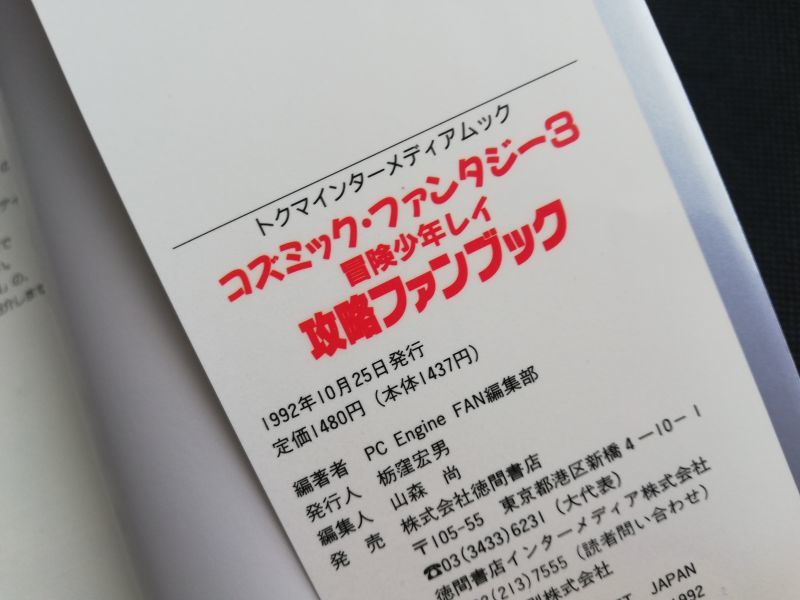 トクマインターメディアムック
コズミック・ファンタジー3
冒険少年レイ
攻略ファンブック
1992年10月25日発行
定価1480円（本体1437円）
編著者 PC Engine FAN編集部
発行人 栃窪宏男
編集人 山森 尚
発 売 株式会社徳間書店
〒105-55 東京都港区新橋4-10-1
☎03(3433)6231（大代表）
徳間書店インターメディア株式会社
(213)7555（読者問い合わせ）
刷株式会社
JAPAN
1992